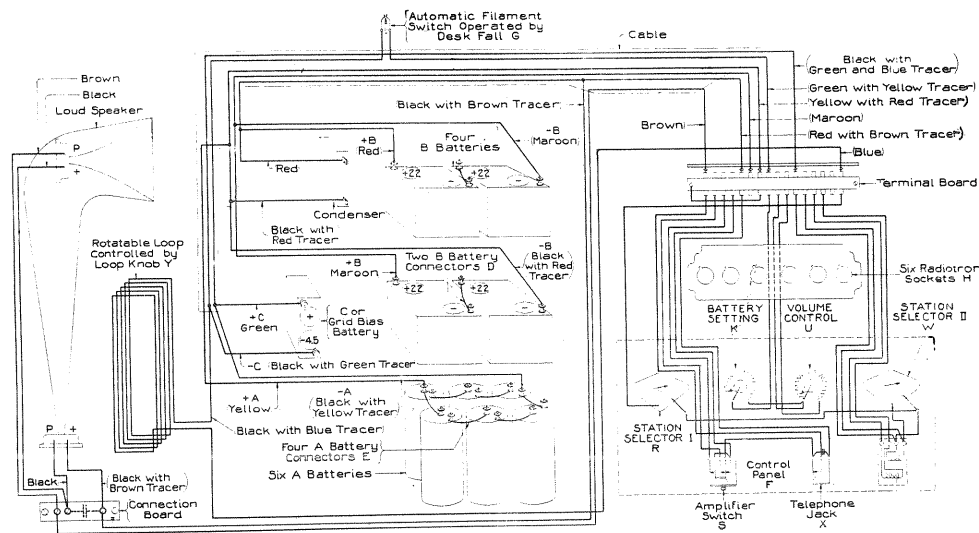 Automatic Filament
Switch Operated by
Desk Fall G
Cable
Brown
Black
Loud Speaker
P
+
Black with
Green and Blue Tracer
Green with Yellow Tracer
Yellow with Red Tracer
(Maroon)
(Red with Brown Tracer)
(Blue)
Black with Brown Tracer
Brown
+B
Red
Four
B Batteries
-B
(Maroon)
Red
+22
+22
Condenser
Black with
Red Tracer
Terminal Board
Rotatable Loop
Controlled by
Loop Knob Y
+B
Maroon
Two B Battery
Connectors D
-B
(Black
with Red
Tracer)
+22
+22
Six Radiotron
Sockets H
+C
Green
+
-4.5
C or
Grid Bias
Battery
-C (Black with Green Tracer)
BATTERY
SETTING
K
VOLUME
CONTROL
U
STATION
SELECTOR II
W
+A
Yellow
-A
(Black with
Yellow Tracer)
Black with Blue Tracer
Four A Battery
Connectors E
Six A Batteries
STATION
SELECTOR I
R
P +
Black
(Black with
Brown Tracer)
Connection
Board
Control
Panel
F
Amplifier
Switch
S
Telephone
Jack
X